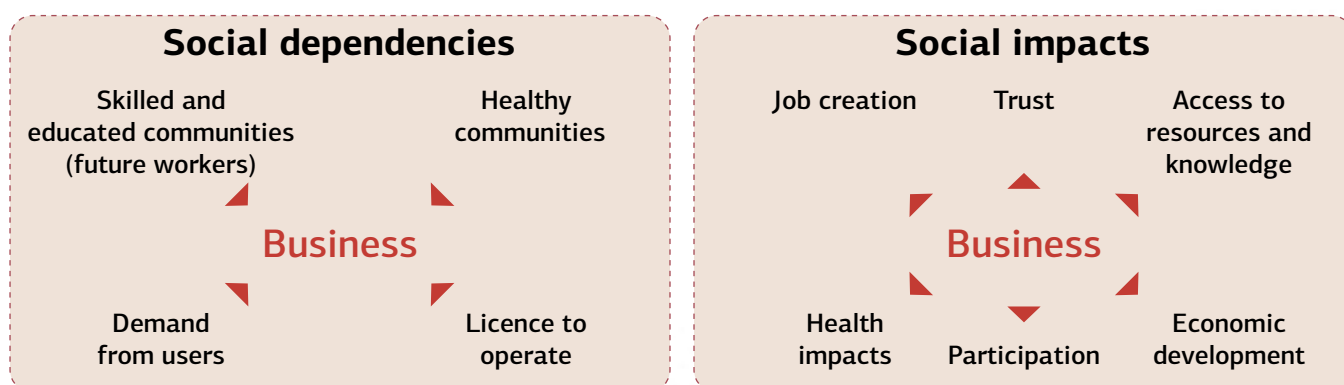 Social dependencies
Skilled and
educated communities
(future workers)
Healthy
communities
Business
Demand
from users
Licence to
operate
Social impacts
Job creation
Trust
Access to
resources and
knowledge
Business
Health
impacts
Participation
Economic
development